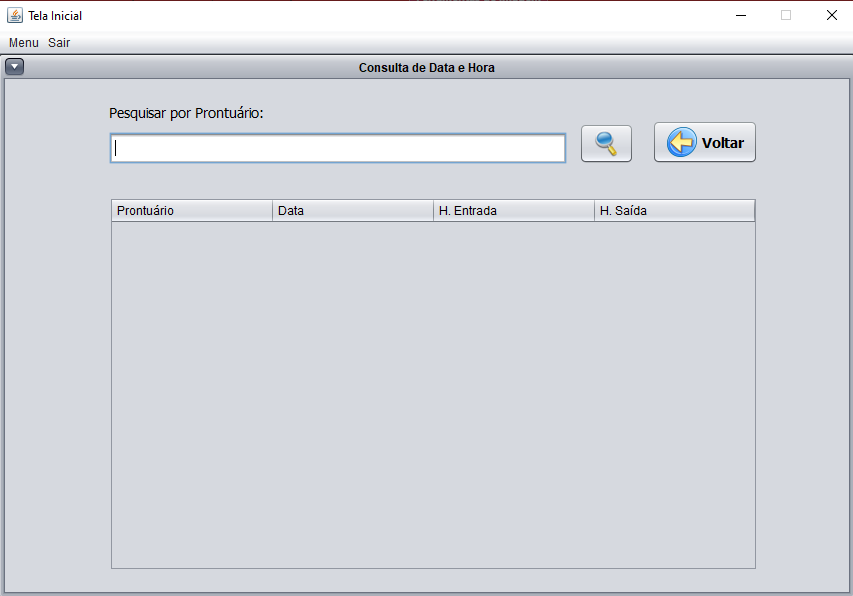 Tela Inicial
Menu Sair
Consulta de Data e Hora
Pesquisar por Prontuário:
Voltar
Prontuário Data H. Entrada H. Saída